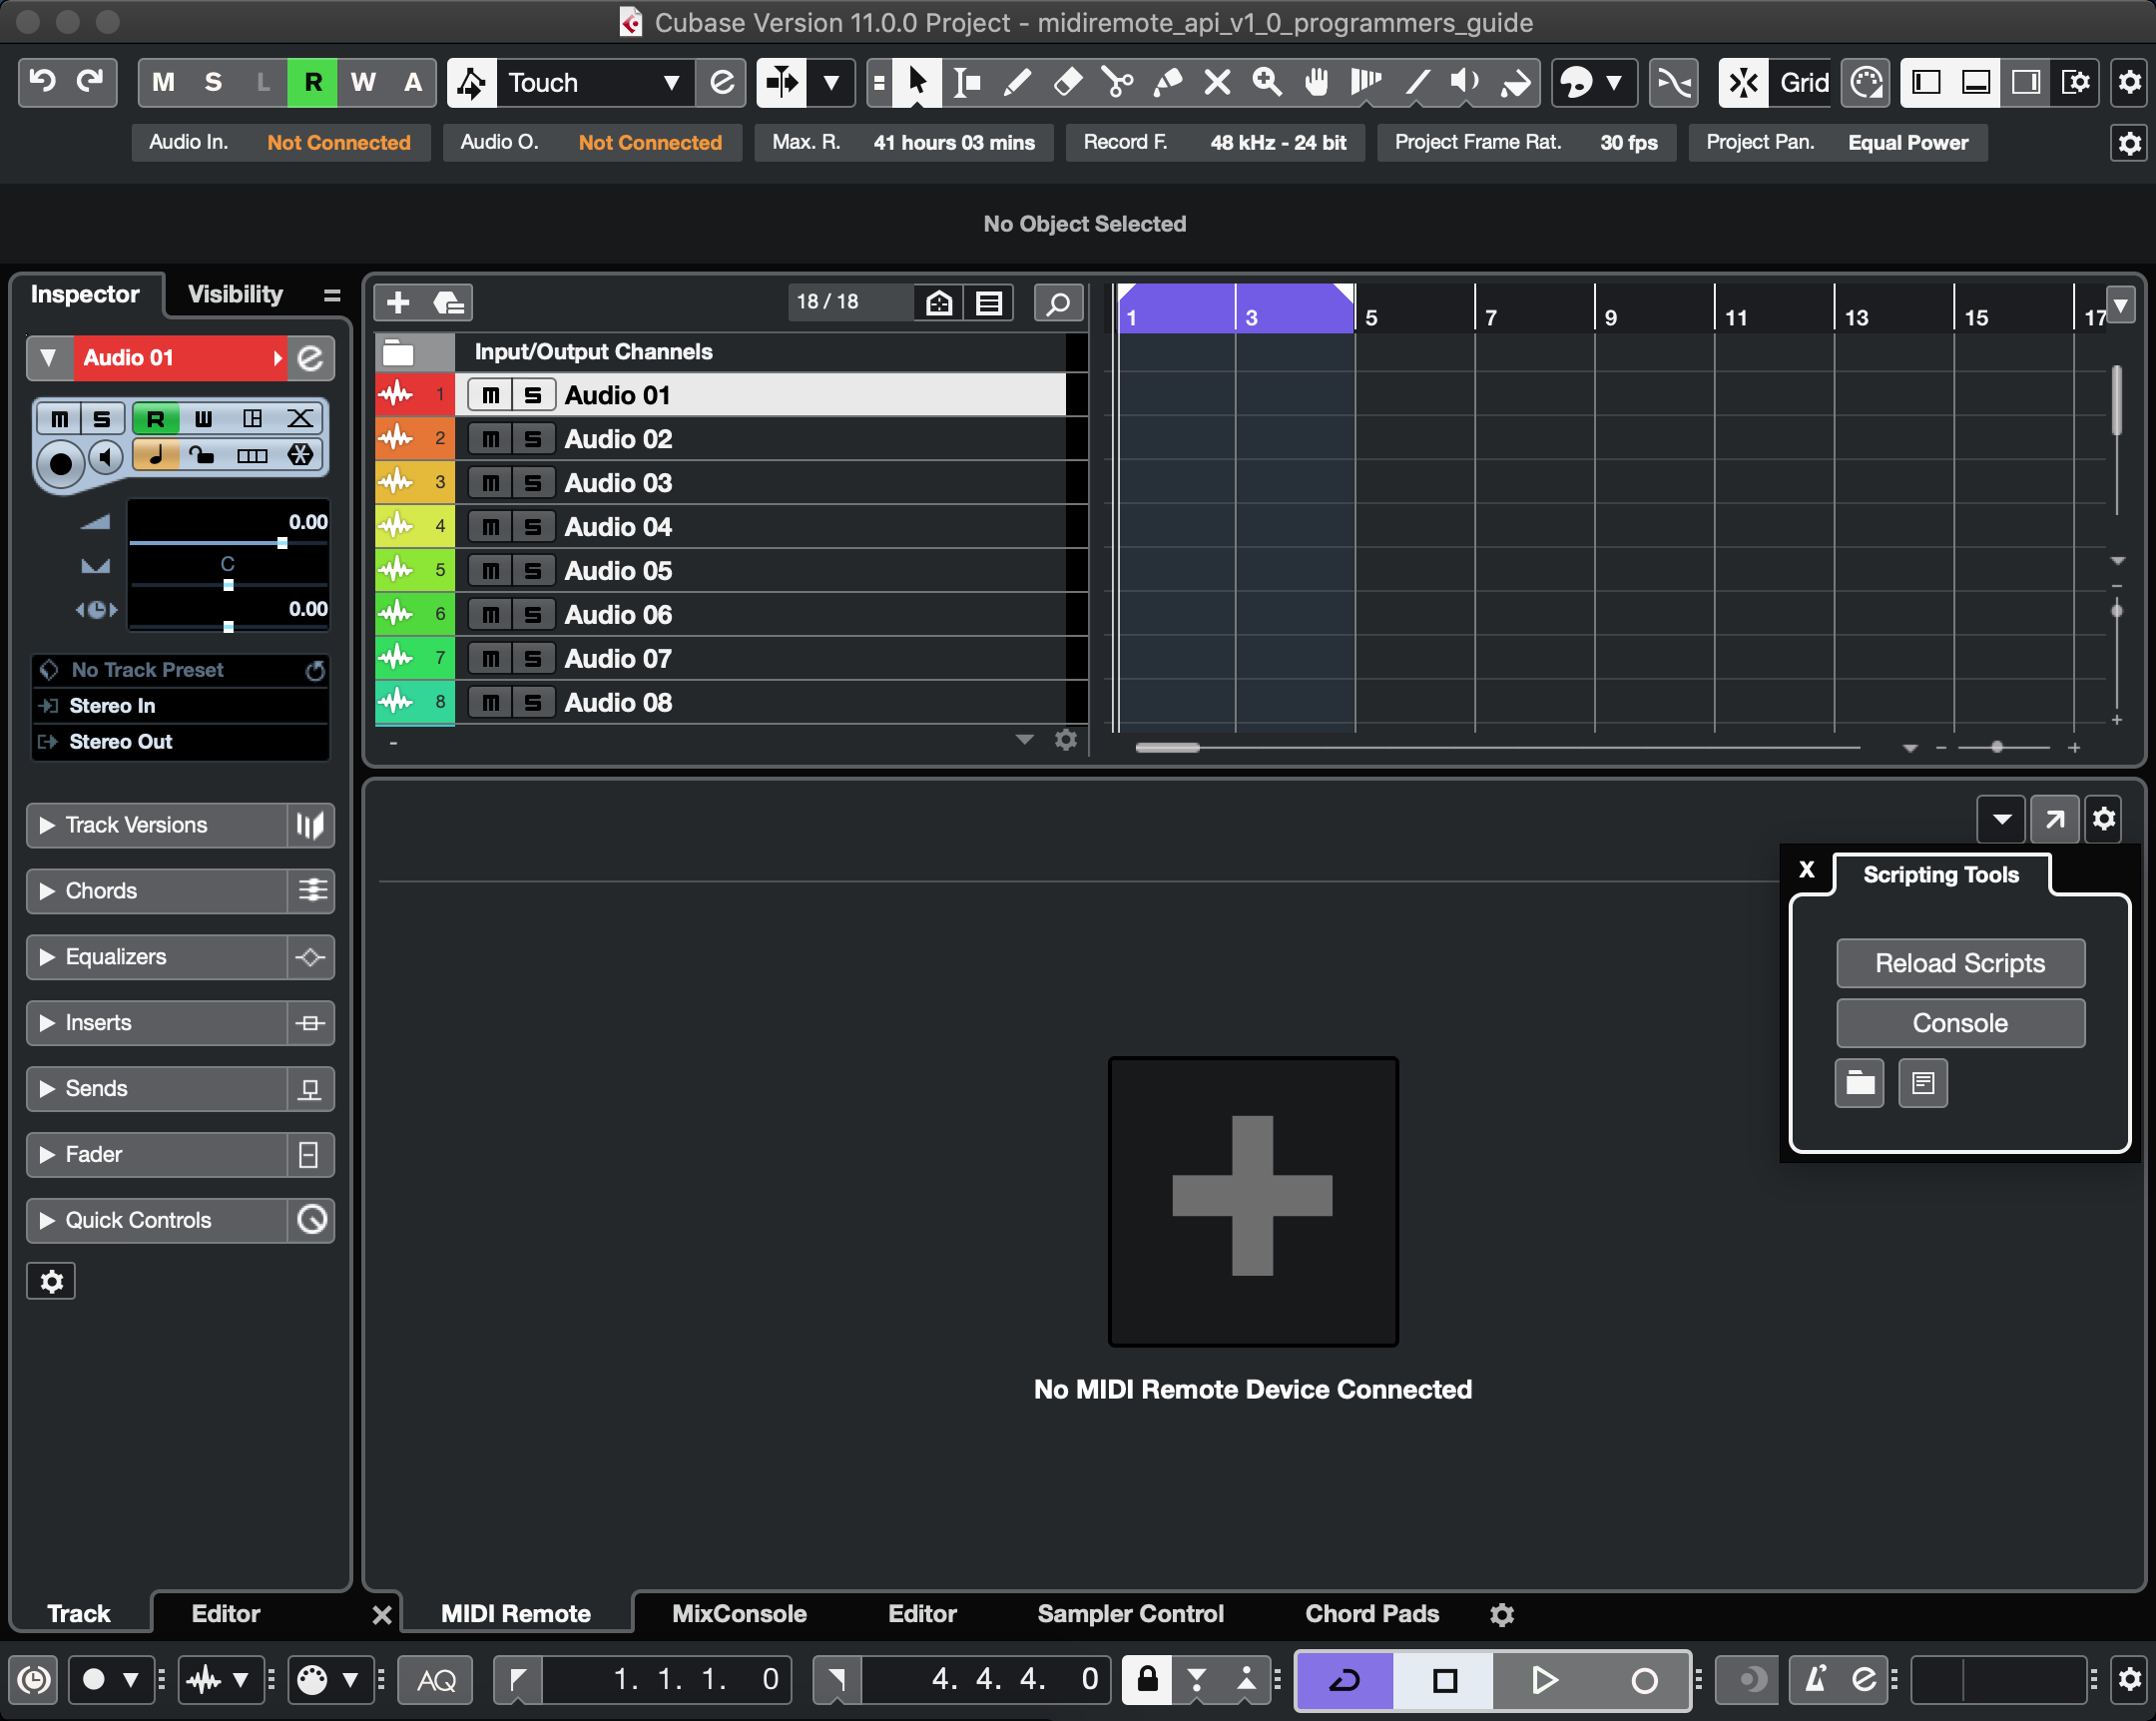 Cubase Version 11.0.0 Project - midiremote_api_v1_0_programmers_guide
M S L R W A Touch Grid
Audio In. Not Connected Audio O. Not Connected Max. R. 41 hours 03 mins Record F. 48 kHz - 24 bit Project Frame Rat. 30 fps Project Pan. Equal Power
No Object Selected
Inspector Visibility
18 / 18
1 3 5 7 9 11 13 15 17
Audio 01
Input/Output Channels
1 M S Audio 01
2 M S Audio 02
3 M S Audio 03
4 M S Audio 04
5 M S Audio 05
6 M S Audio 06
7 M S Audio 07
8 M S Audio 08
M S R W
0.00
C
0.00
No Track Preset
Stereo In
Stereo Out
Track Versions
Chords
Equalizers
Inserts
Sends
Fader
Quick Controls
X Scripting Tools
Reload Scripts
Console
No MIDI Remote Device Connected
Track Editor MIDI Remote MixConsole Editor Sampler Control Chord Pads
AQ 1. 1. 1. 0 4. 4. 4. 0